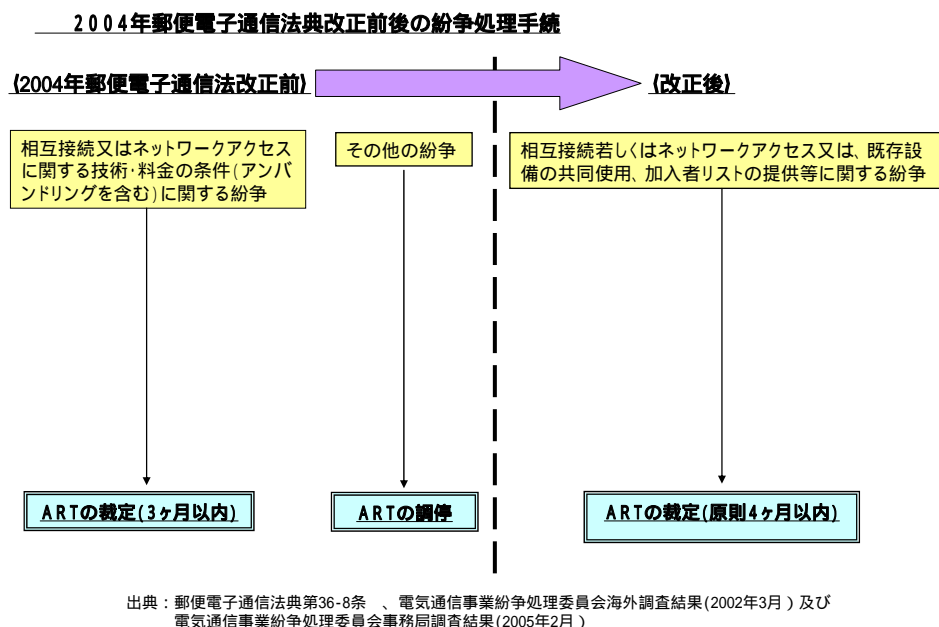 2004年郵便電子通信法典改正前後の紛争処理手続
(2004年郵便電子通信法改正前)
(改正後)
相互接続又はネットワークアクセス
に関する技術・料金の条件(アンバ
ンドリングを含む)に関する紛争
その他の紛争
相互接続若しくはネットワークアクセス又は、既存設
備の共同使用、加入者リストの提供等に関する紛争
ARTの裁定(3ヶ月以内)
ARTの調停
ARTの裁定(原則4ヶ月以内)
出典：郵便電子通信法典第36-8条　、電気通信事業紛争処理委員会海外調査結果(2002年3月）及び
電気通信事業紛争処理委員会事務局調査結果(2005年2月）